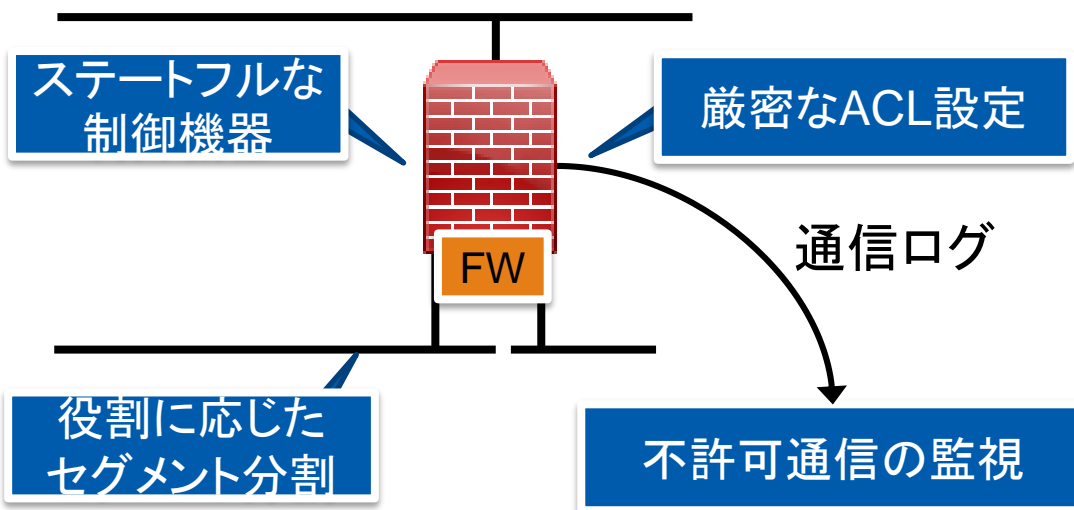 ステートフルな
制御機器
厳密なACL設定
通信ログ
FW
役割に応じた
セグメント分割
不許可通信の監視